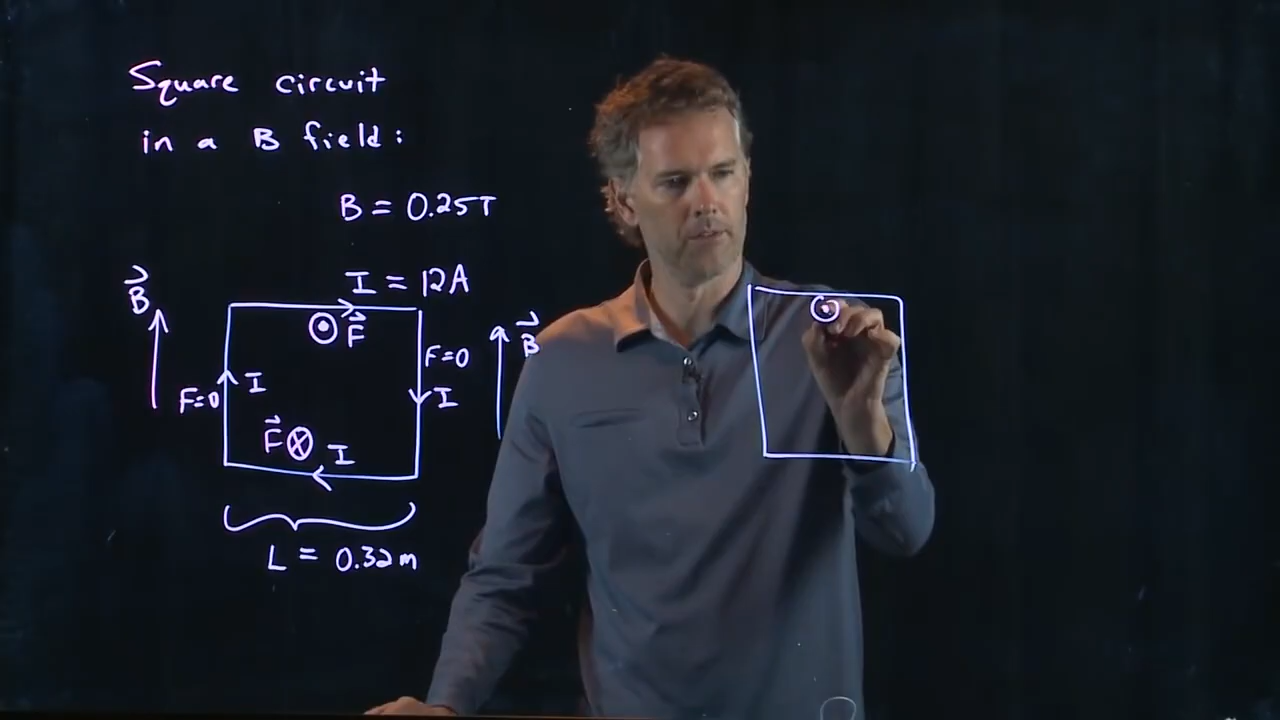 Square circuit
in a B field:
B = 0.25T
I = 12A
B⃗
F⃗
F=0
B⃗
I
F=0
I
F⃗
I
L = 0.32m